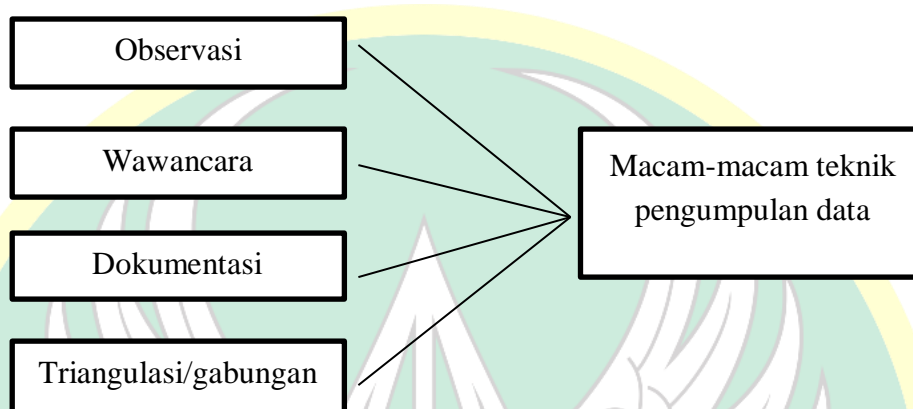 Observasi
Wawancara
Dokumentasi
Triangulasi/gabungan
Macam-macam teknik
pengumpulan data